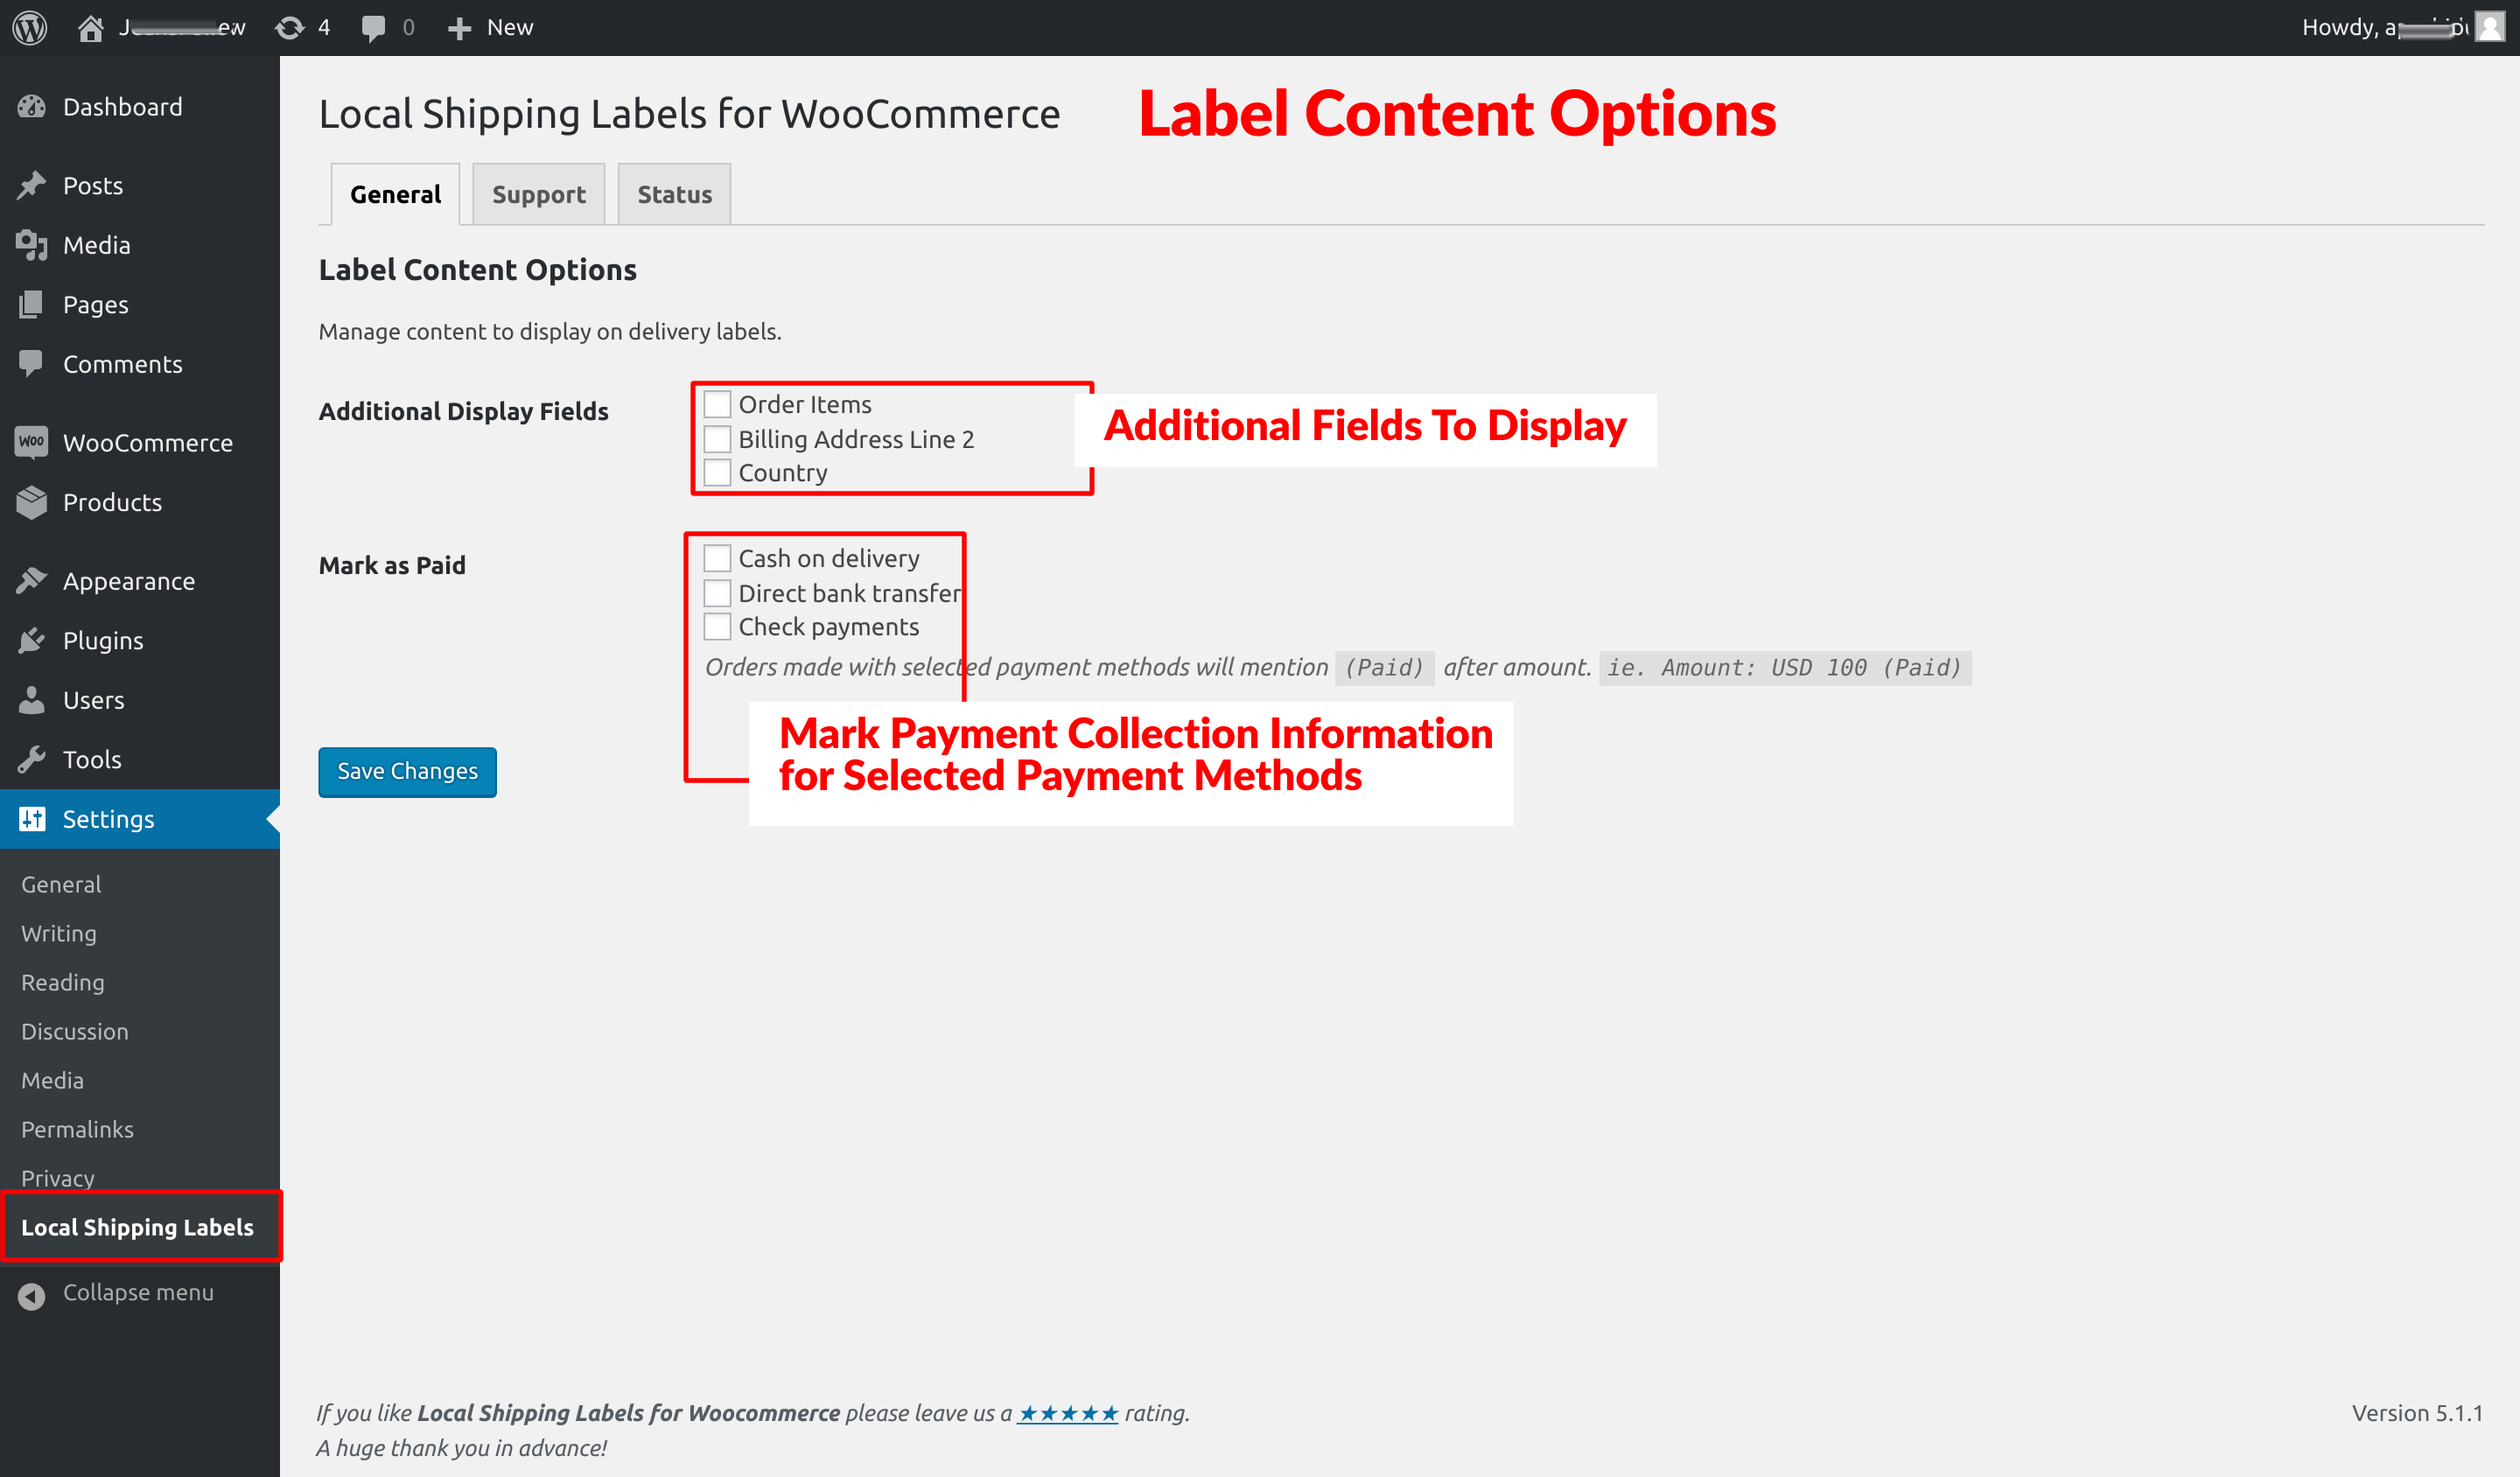 4 0 New
Howdy,
Dashboard
Posts
Media
Pages
Comments
WOO WooCommerce
Products
Appearance
Plugins
Users
Tools
Settings
General
Writing
Reading
Discussion
Media
Permalinks
Privacy
Local Shipping Labels
Collapse menu
Local Shipping Labels for WooCommerce
Label Content Options
General Support Status
Label Content Options
Manage content to display on delivery labels.
Additional Display Fields
Order Items
Billing Address Line 2
Country
Additional Fields To Display
Mark as Paid
Cash on delivery
Direct bank transfer
Check payments
Orders made with selected payment methods will mention (Paid) after amount. ie. Amount: USD 100 (Paid)
Mark Payment Collection Information
for Selected Payment Methods
Save Changes
If you like Local Shipping Labels for Woocommerce please leave us a ★★★★★ rating.
A huge thank you in advance!
Version 5.1.1